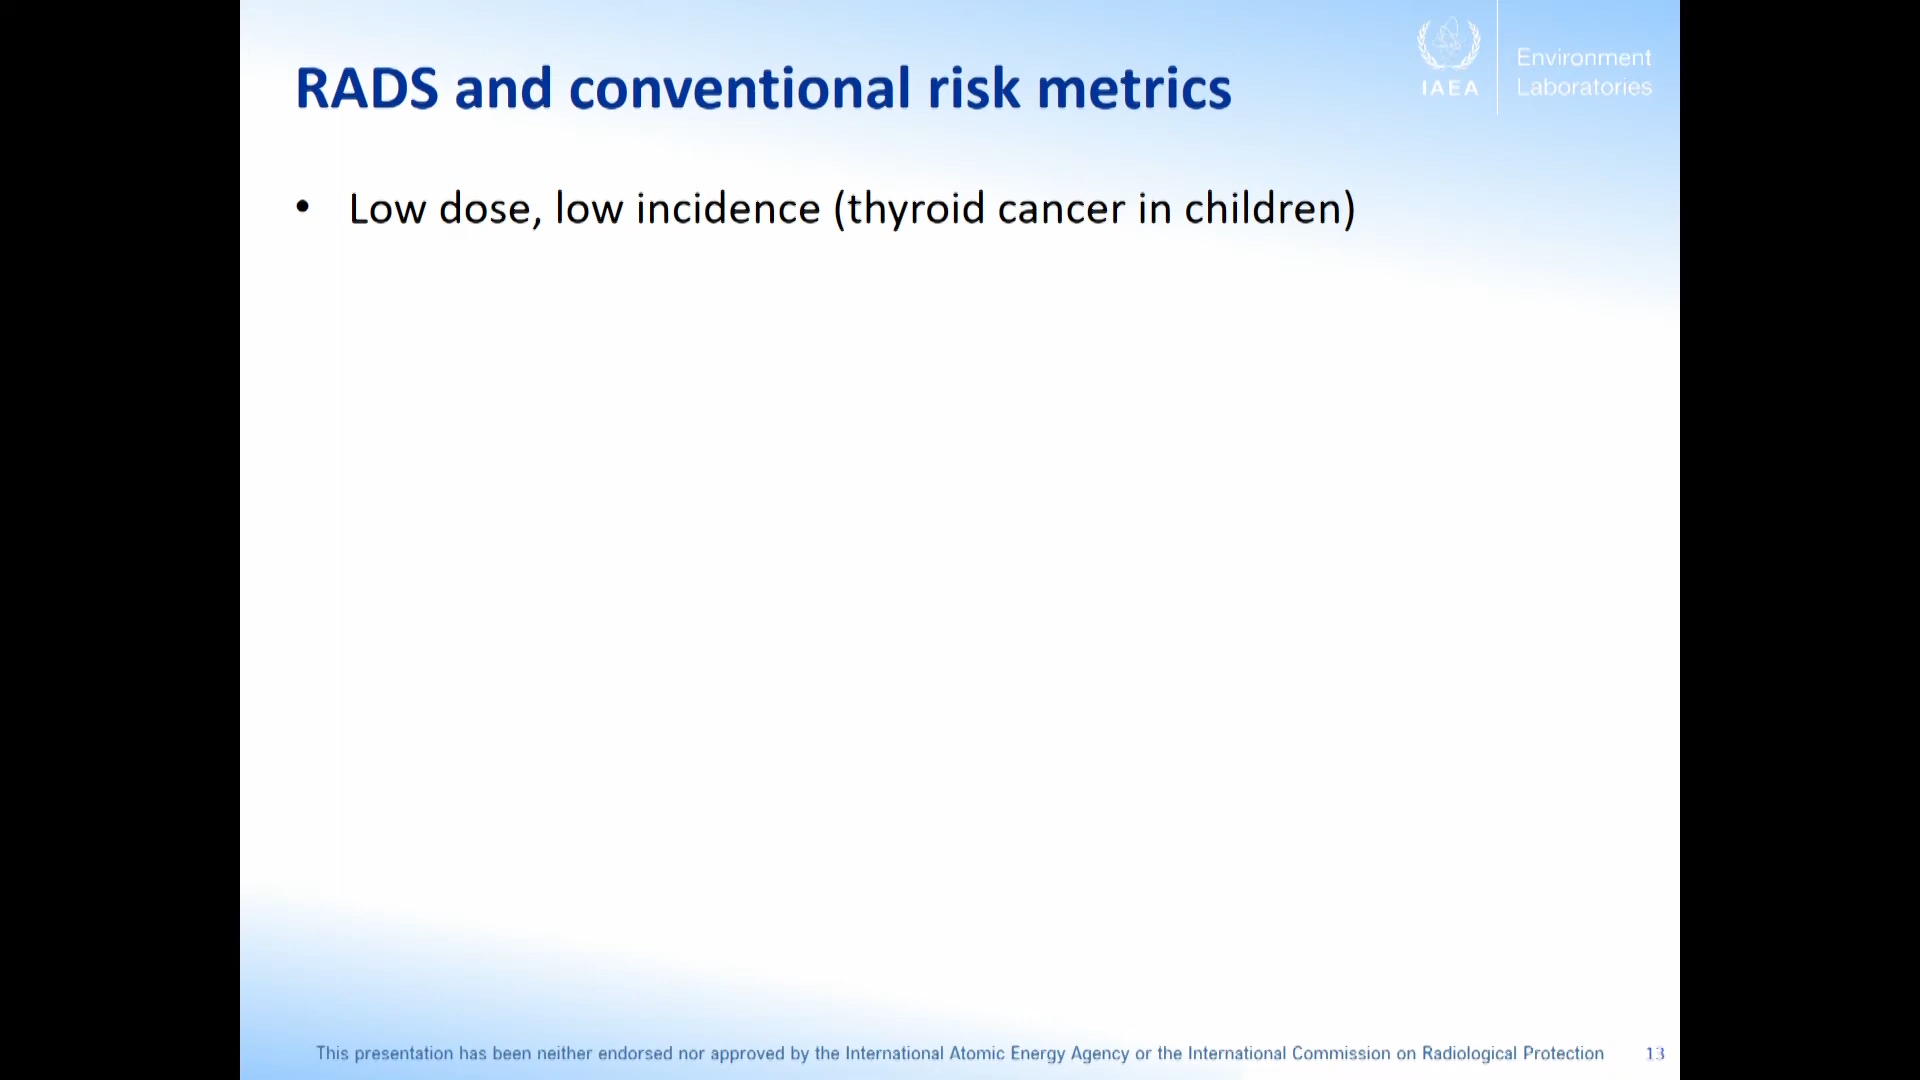 RADS and conventional risk metrics
IAEA
Environment
Laboratories
• Low dose, low incidence (thyroid cancer in children)
This presentation has been neither endorsed nor approved by the International Atomic Energy Agency or the International Commission on Radiological Protection
13